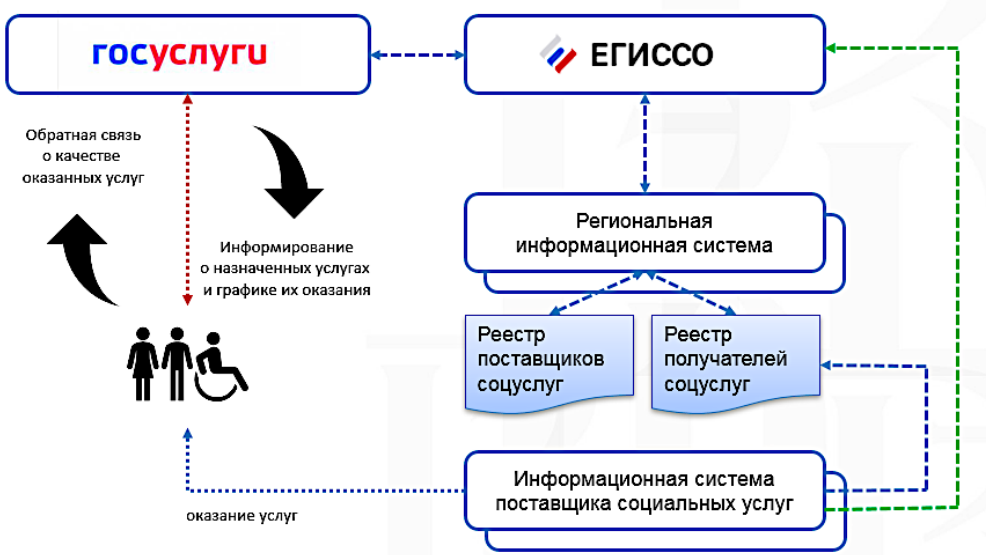 госуслуги
ЕГИССО
Обратная связь
о качестве
оказанных услуг
Информирование
о назначенных услугах
и графике их оказания
Региональная
информационная система
Реестр
поставщиков
соцуслуг
Реестр
получателей
соцуслуг
Информационная система
поставщика социальных услуг
оказание услуг